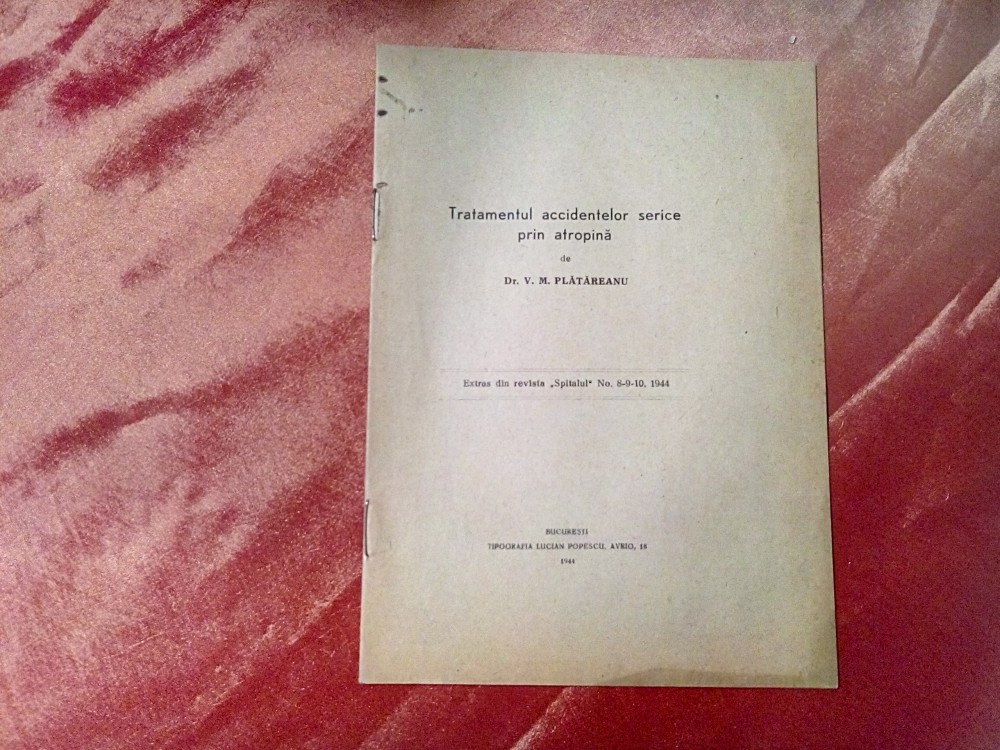 Tratamentul accidentelor serice
prin atropină
de
Dr. V. M. PLĂTĂREANU
Extras din revista „Spitalul“ No. 8-9-10, 1944
BUCUREȘTI
TIPOGRAFIA LUCIAN POPESCU, AVRIG, 18
1944